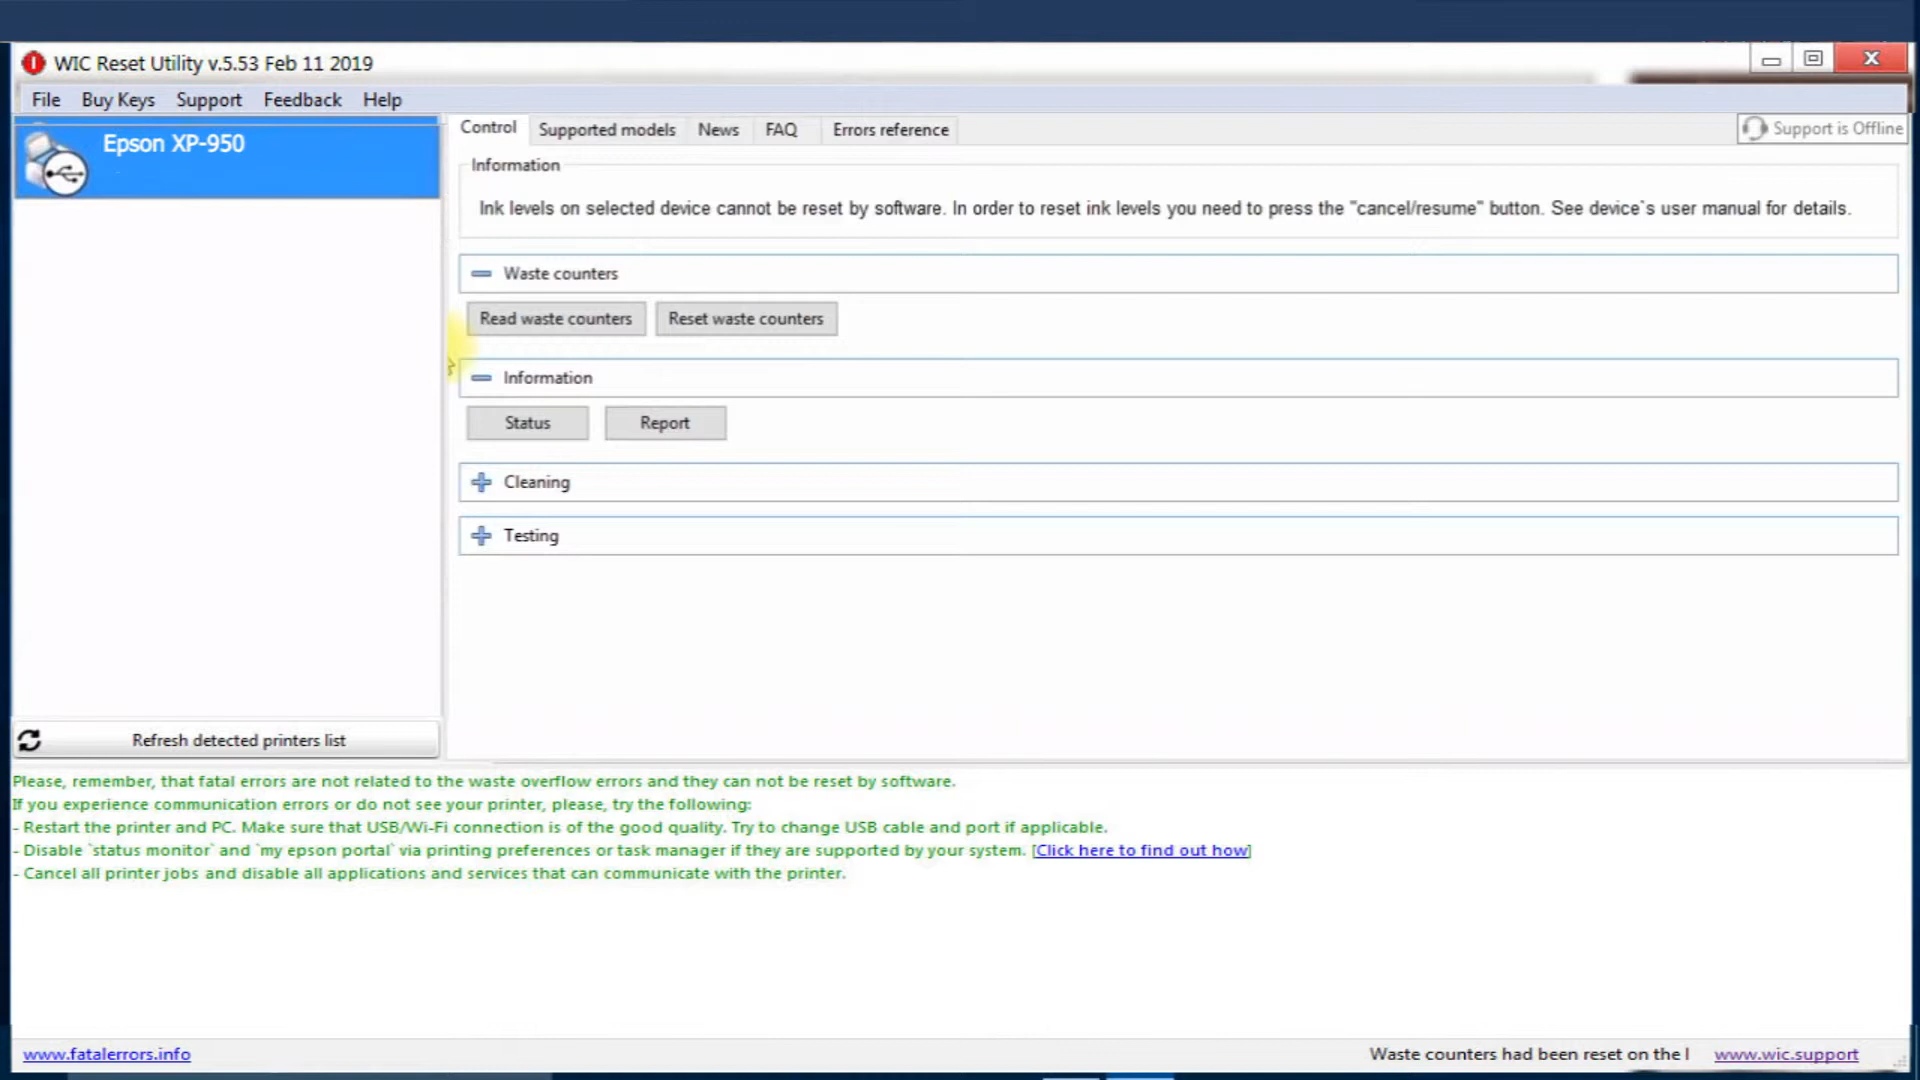 WIC Reset Utility v.5.53 Feb 11 2019
File Buy Keys Support Feedback Help
Epson XP-950
Control Supported models News FAQ Errors reference
Support is Offline
Information
Ink levels on selected device cannot be reset by software. In order to reset ink levels you need to press the "cancel/resume" button. See device`s user manual for details.
Waste counters
Read waste counters Reset waste counters
Information
Status Report
Cleaning
Testing
Refresh detected printers list
Please, remember, that fatal errors are not related to the waste overflow errors and they can not be reset by software.
If you experience communication errors or do not see your printer, please, try the following:
- Restart the printer and PC. Make sure that USB/Wi-Fi connection is of the good quality. Try to change USB cable and port if applicable.
- Disable `status monitor` and `my epson portal` via printing preferences or task manager if they are supported by your system. [Click here to find out how]
- Cancel all printer jobs and disable all applications and services that can communicate with the printer.
www.fatalerrors.info Waste counters had been reset on the www.wic.support